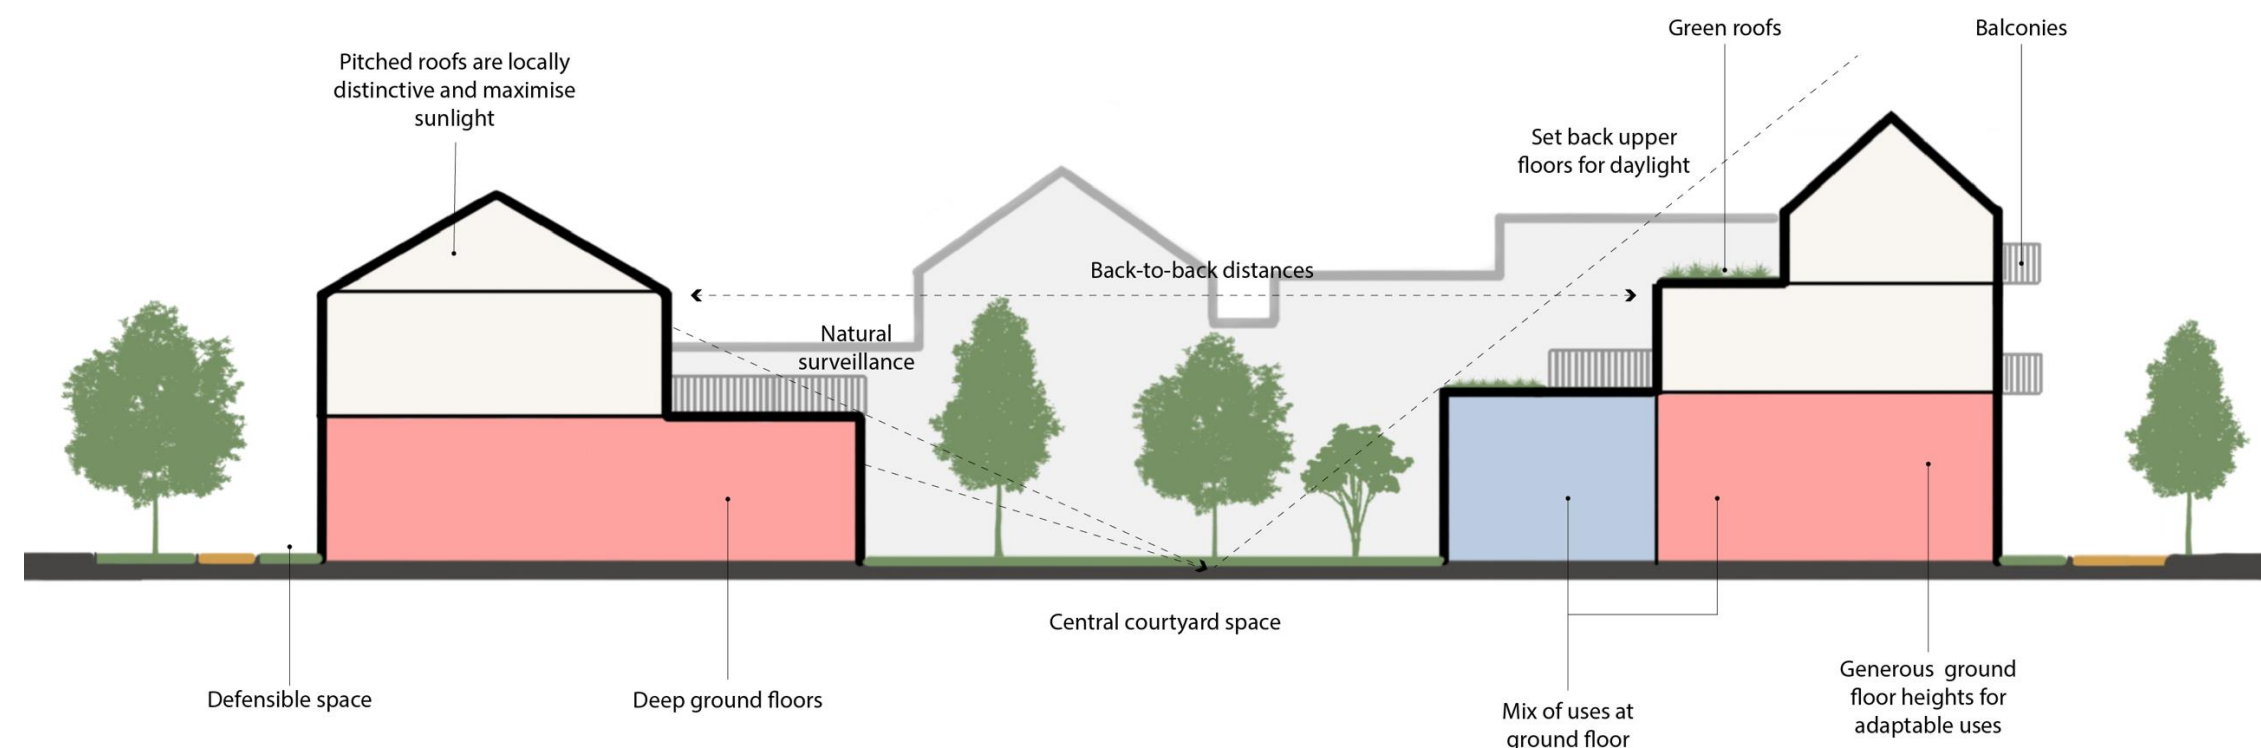 Green roofs
Balconies
Pitched roofs are locally
distinctive and maximise
sunlight
Set back upper
floors for daylight
Back-to-back distances
Natural
surveillance
Central courtyard space
Defensible space
Deep ground floors
Mix of uses at
ground floor
Generous ground
floor heights for
adaptable uses